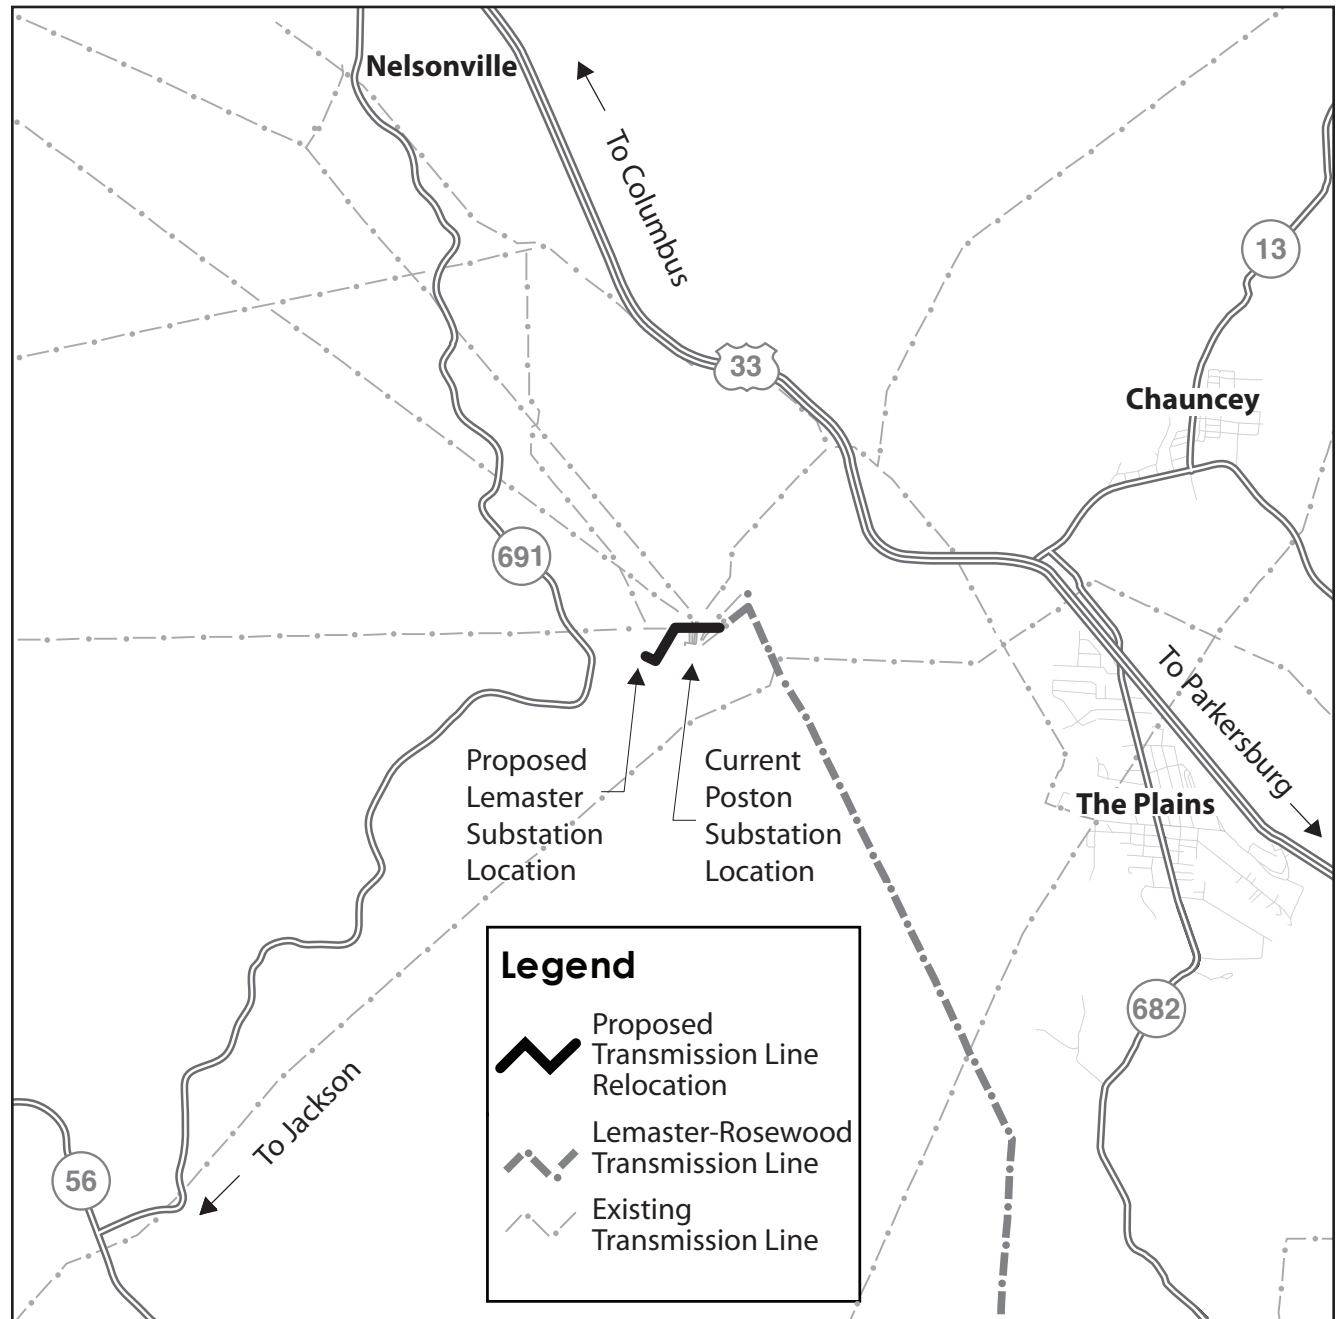 Nelsonville
To Columbus
13
33
Chauncey
691
To Parkersburg
Proposed
Lemaster
Substation
Location
Current
Poston
Substation
Location
The Plains
Legend
Proposed
Transmission Line
Relocation
Lemaster-Rosewood
Transmission Line
Existing
Transmission Line
682
To Jackson
56